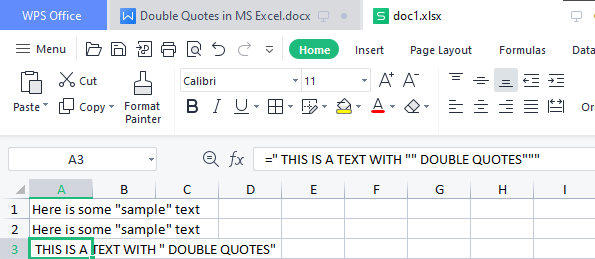 WPS Office Double Quotes in MS Excel.docx doc1.xlsx
Home Insert Page Layout Formulas Data
Cut Calibri 11 A+ A-
Paste Copy Format Painter B I U A Or
A3 fx =" THIS IS A TEXT WITH "" DOUBLE QUOTES"""
A B C D E F G H I
1 Here is some "sample" text
2 Here is some "sample" text
3 THIS IS A TEXT WITH " DOUBLE QUOTES"